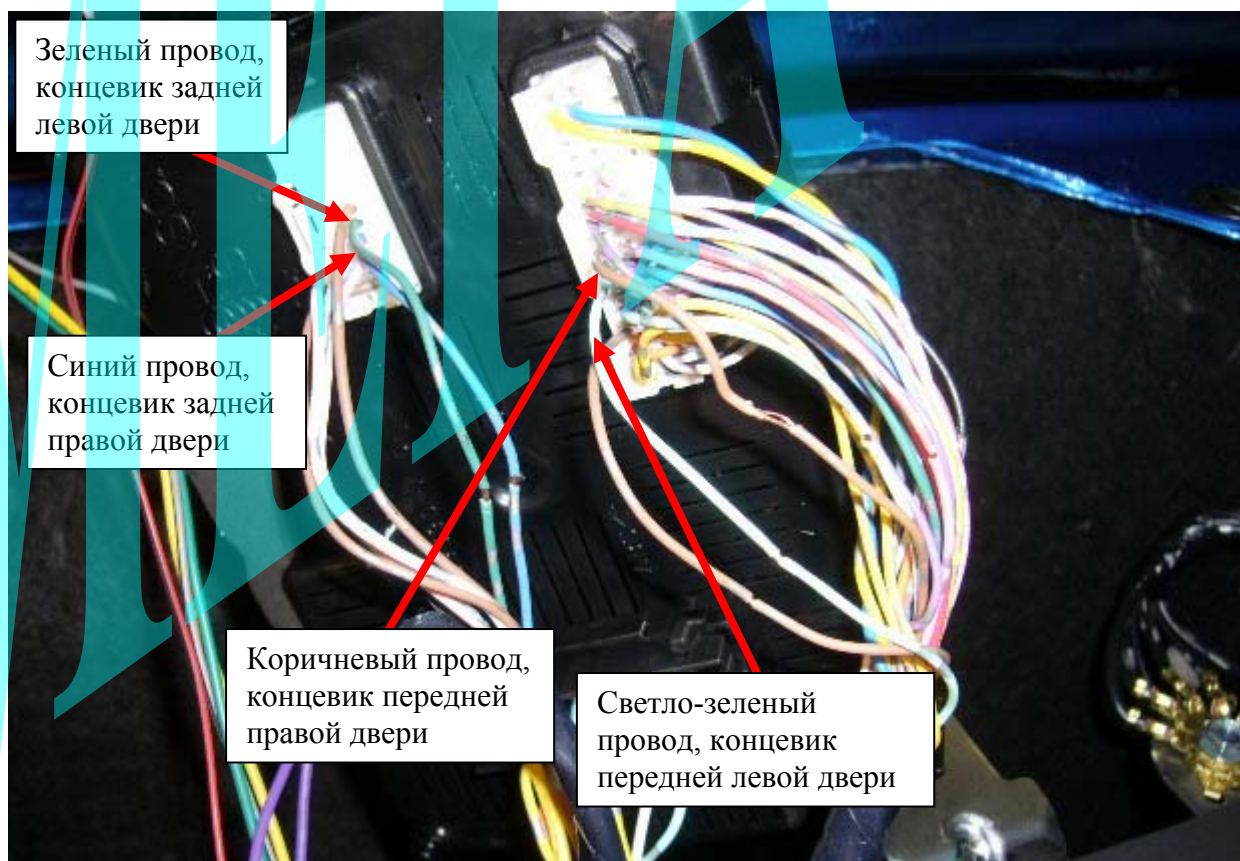 Зеленый провод,
концевик задней
левой двери
Синий провод,
концевик задней
правой двери
Коричневый провод,
концевик передней
правой двери
Светло-зеленый
провод, концевик
передней левой двери